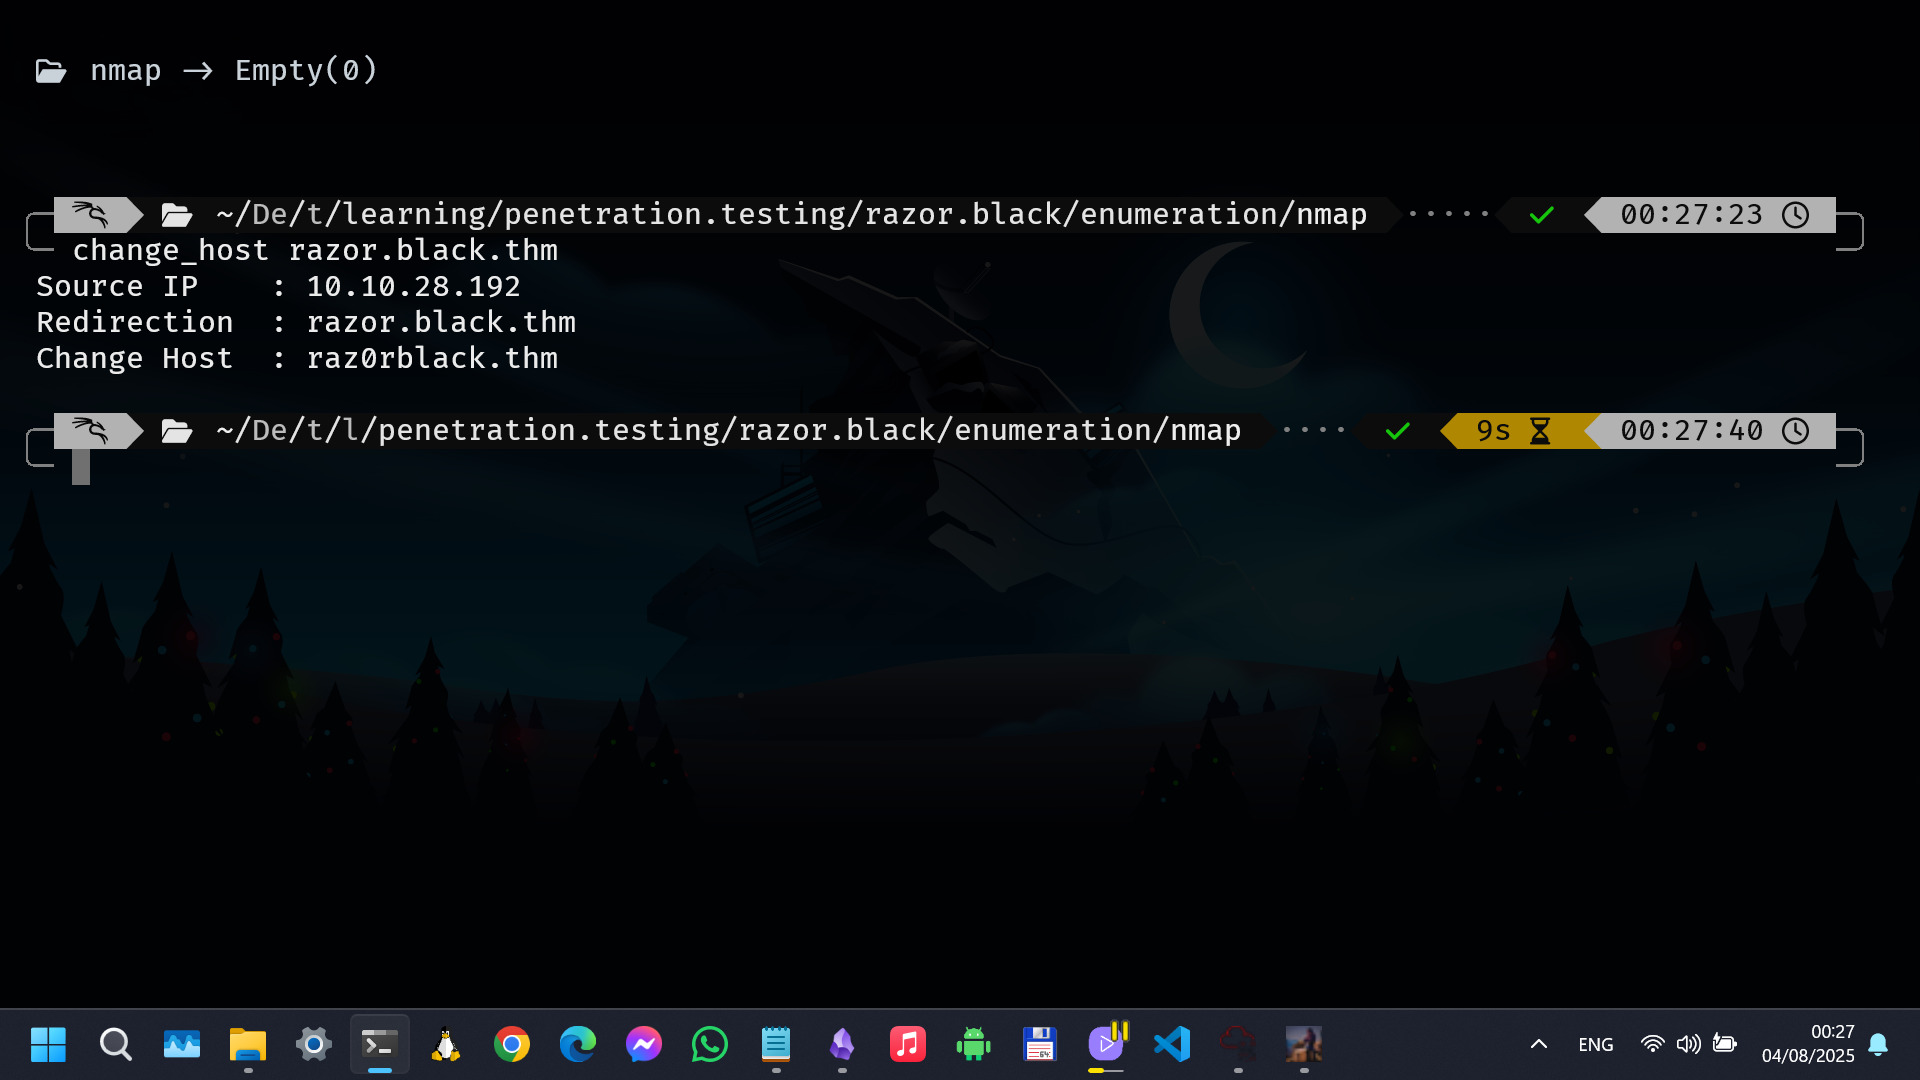 nmap → Empty(0)
~/De/t/learning/penetration.testing/razor.black/enumeration/nmap 00:27:23
change_host razor.black.thm
Source IP : 10.10.28.192
Redirection : razor.black.thm
Change Host : raz0rblack.thm
~/De/t/l/penetration.testing/razor.black/enumeration/nmap 9s 00:27:40
64
ENG
00:27
04/08/2025